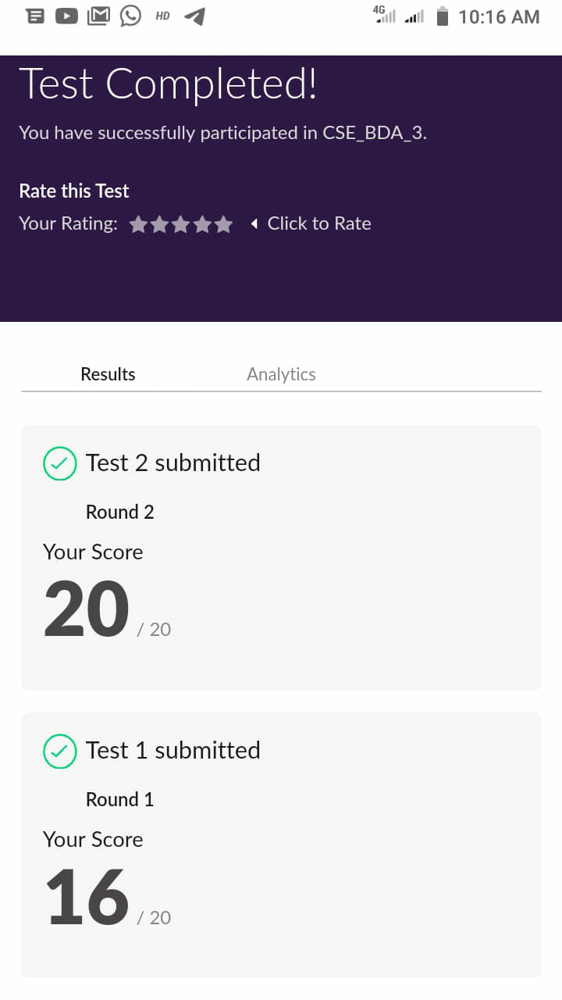 HD 4G 10:16 AM
Test Completed!
You have successfully participated in CSE_BDA_3.
Rate this Test
Your Rating: Click to Rate
Results Analytics
Test 2 submitted
Round 2
Your Score
20 / 20
Test 1 submitted
Round 1
Your Score
16 / 20